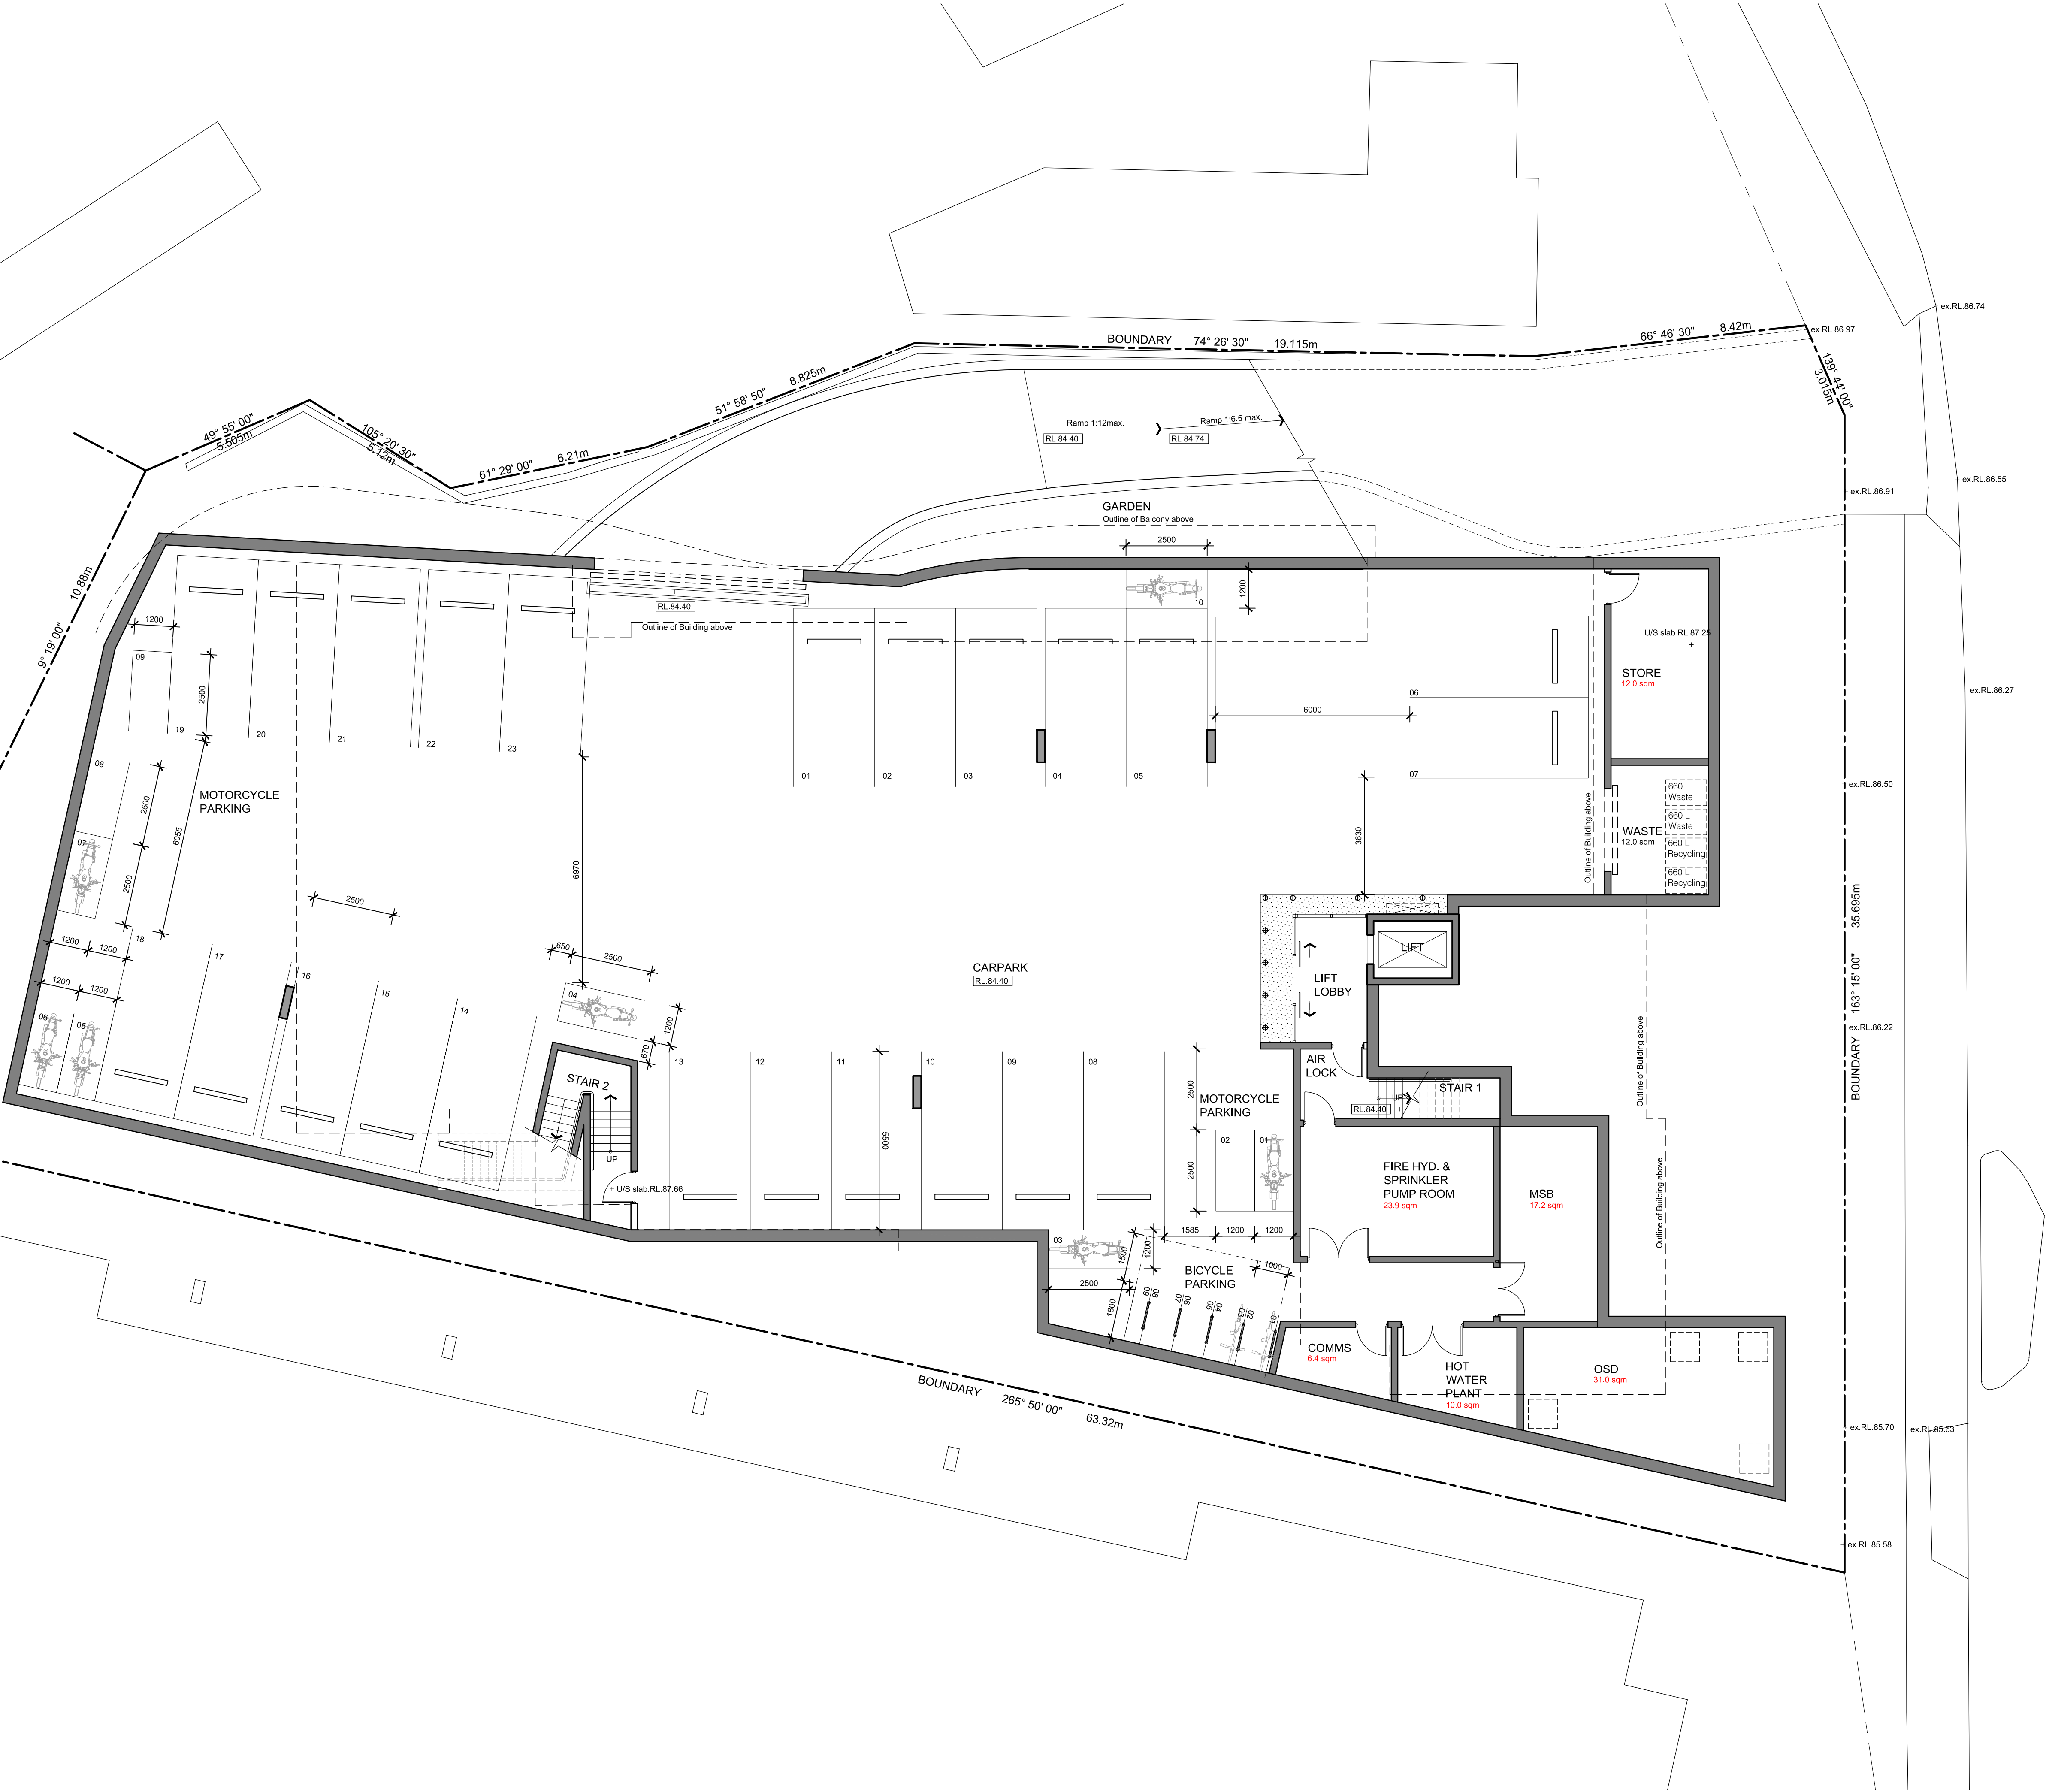 ex.RL.86.74
ex.RL.86.97
66° 46' 30" 8.42m
BOUNDARY 74° 26' 30" 19.115m
139° 44' 00"
3.015m
51° 58' 50" 8.825m
49° 55' 00"
5.505m
105° 20' 30"
5.12m
61° 29' 00" 6.21m
Ramp 1:12max.
RL.84.40
Ramp 1:6.5 max.
RL.84.74
ex.RL.86.55
ex.RL.86.91
GARDEN
Outline of Balcony above
2500
1200
10
9° 19' 00" 10.88m
1200
09
2500
19
20
21
22
23
RL.84.40
Outline of Building above
01
02
03
04
05
6000
06
07
U/S slab.RL.87.25
STORE
12.0 sqm
ex.RL.86.27
08
MOTORCYCLE
PARKING
2500
6055
07
2500
2500
6970
3630
Outline of Building above
WASTE
12.0 sqm
660 L
Waste
660 L
Waste
660 L
Recycling
660 L
Recycling
ex.RL.86.50
BOUNDARY 163° 15' 00" 35.695m
18
1200
1200
1200
1200
06
05
17
16
15
14
650
2500
04
1200
670
CARPARK
RL.84.40
LIFT
LIFT
LOBBY
Outline of Building above
ex.RL.86.22
STAIR 2
UP
U/S slab.RL.87.66
13
12
11
10
09
08
5500
AIR
LOCK
STAIR 1
UP
RL.84.40
MOTORCYCLE
PARKING
2500
2500
02
01
FIRE HYD. &
SPRINKLER
PUMP ROOM
23.9 sqm
MSB
17.2 sqm
Outline of Building above
1585
1200
1200
03
2500
1500
1200
1800
BICYCLE
PARKING
1000
09
08
07
06
05
04
03
02
01
COMMS
6.4 sqm
HOT
WATER
PLANT
10.0 sqm
OSD
31.0 sqm
BOUNDARY 265° 50' 00" 63.32m
ex.RL.85.70
ex.RL.85.63
ex.RL.85.58